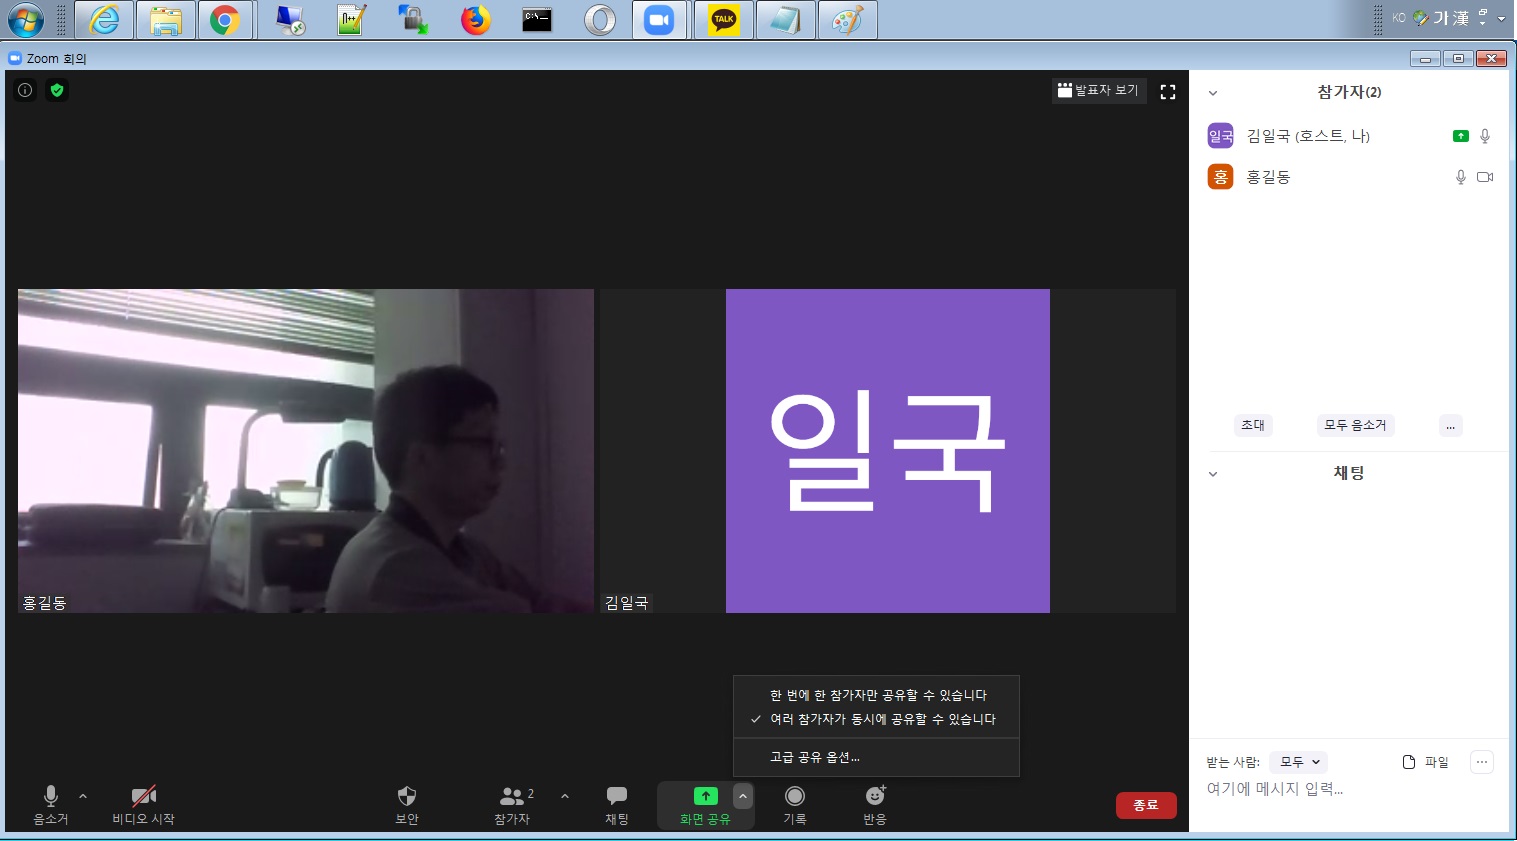 TALK
KO 가 漢
Zoom 회의
발표자 보기
참가자(2)
일국 김일국 (호스트, 나)
홍 홍길동
일국
홍길동
김일국
초대
모두 음소거
...
채팅
한 번에 한 참가자만 공유할 수 있습니다
여러 참가자가 동시에 공유할 수 있습니다
고급 공유 옵션...
받는 사람: 모두
파일
여기에 메시지 입력...
음소거
비디오 시작
보안
2
참가자
채팅
화면 공유
기록
반응
종료